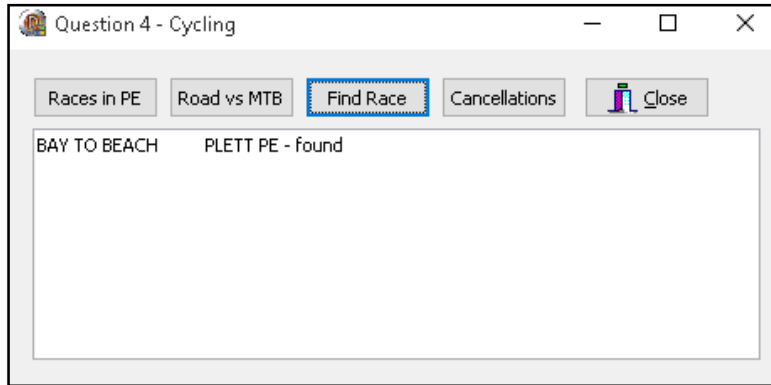 Question 4 - Cycling
Races in PE Road vs MTB Find Race Cancellations Close
BAY TO BEACH PLETT PE - found